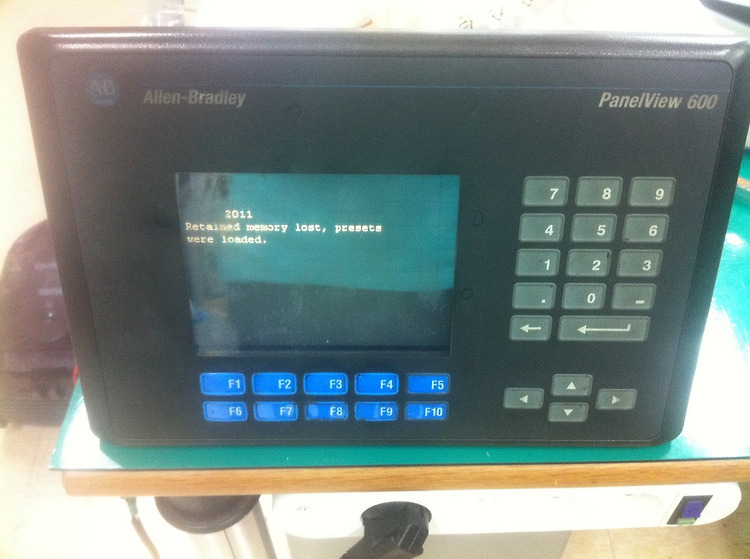 AB
Allen-Bradley
PanelView 600
2011
Retained memory lost, presets
were loaded.
7 8 9
4 5 6
1 2 3
. 0 -
F1 F2 F3 F4 F5
F6 F7 F8 F9 F10